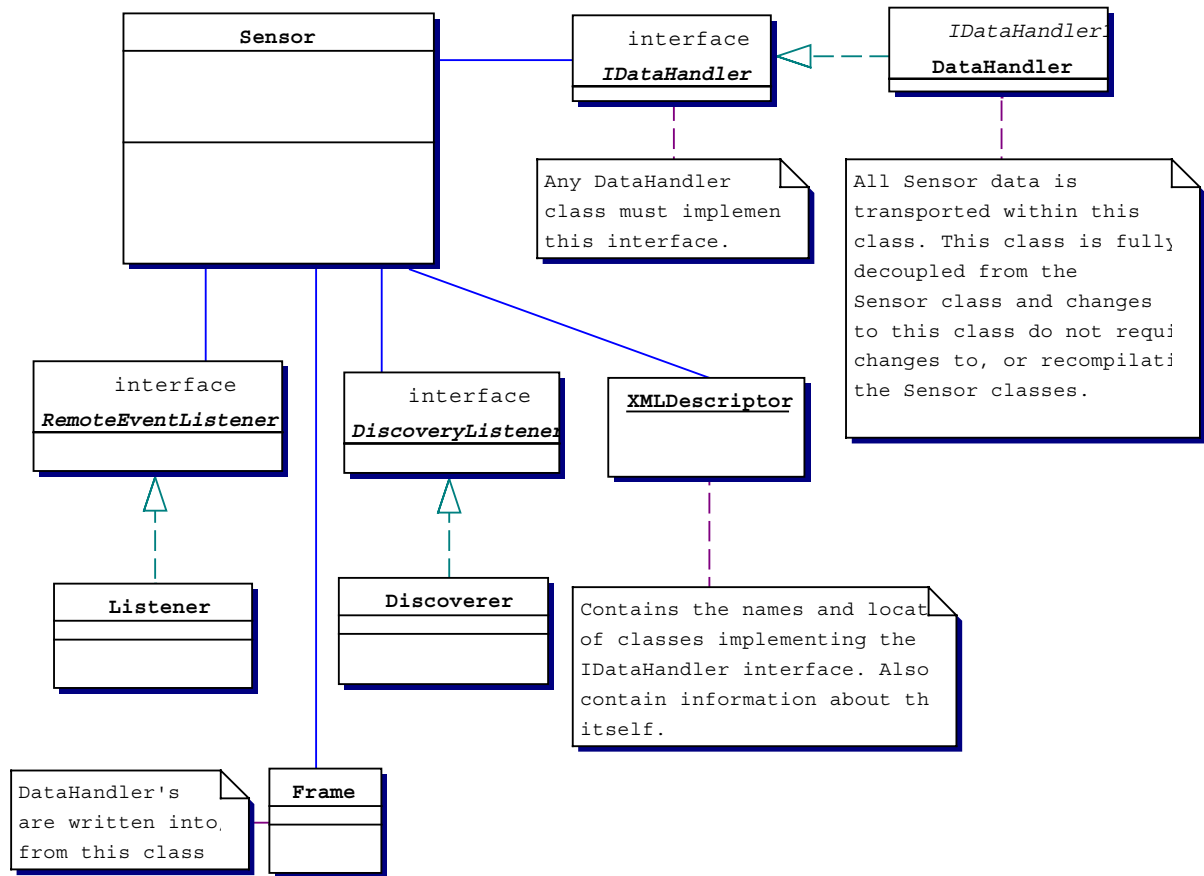 Sensor
interface
IDataHandler
IDataHandler
DataHandler
Any DataHandler
class must implemen
this interface.
All Sensor data is
transported within this
class. This class is fully
decoupled from the
Sensor class and changes
to this class do not requi
changes to, or recompilati
the Sensor classes.
interface
RemoteEventListener
interface
DiscoveryListener
XMLDescriptor
Listener
Discoverer
Contains the names and locat
of classes implementing the
IDataHandler interface. Also
contain information about th
itself.
DataHandler's
are written into,
from this class
Frame